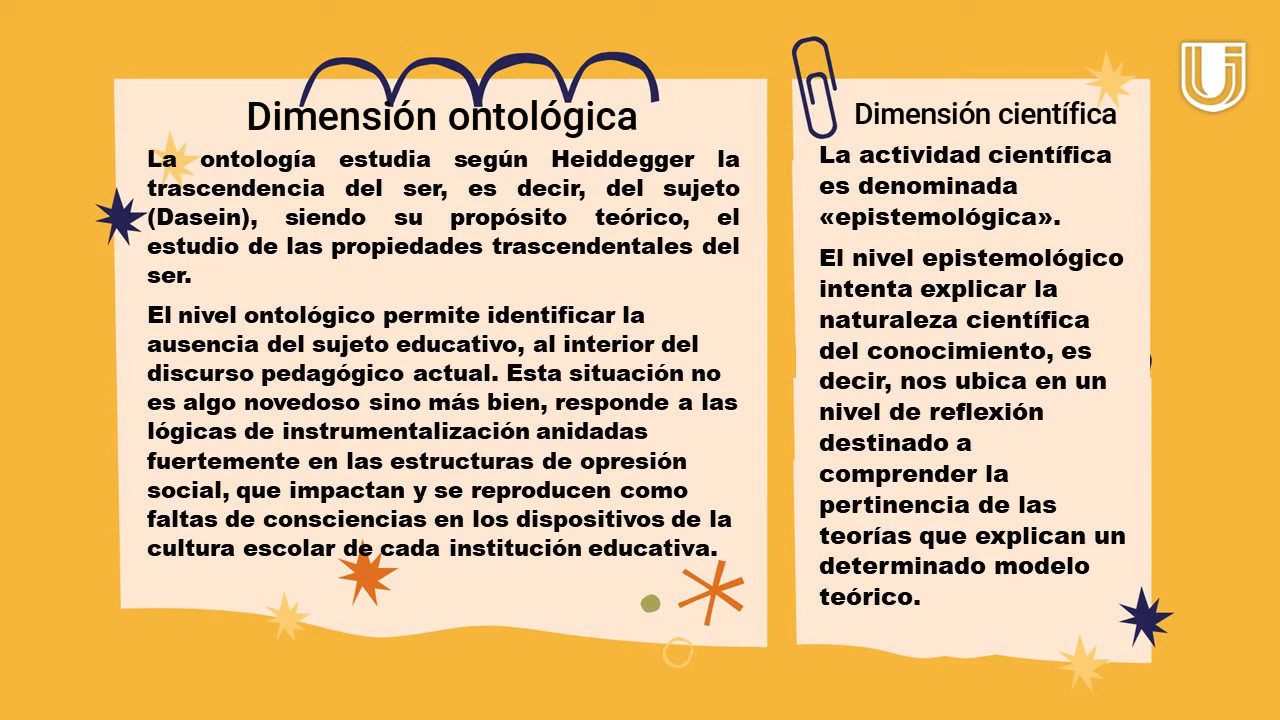 Dimensión ontológica
La ontología estudia según Heiddegger la
trascendencia del ser, es decir, del sujeto
(Dasein), siendo su propósito teórico, el
estudio de las propiedades trascendentales del
ser.
El nivel ontológico permite identificar la
ausencia del sujeto educativo, al interior del
discurso pedagógico actual. Esta situación no
es algo novedoso sino más bien, responde a las
lógicas de instrumentalización anidadas
fuertemente en las estructuras de opresión
social, que impactan y se reproducen como
faltas de consciencias en los dispositivos de la
cultura escolar de cada institución educativa.
Dimensión científica
La actividad científica
es denominada
«epistemológica».
El nivel epistemológico
intenta explicar la
naturaleza científica
del conocimiento, es
decir, nos ubica en un
nivel de reflexión
destinado a
comprender la
pertinencia de las
teorías que explican un
determinado modelo
teórico.